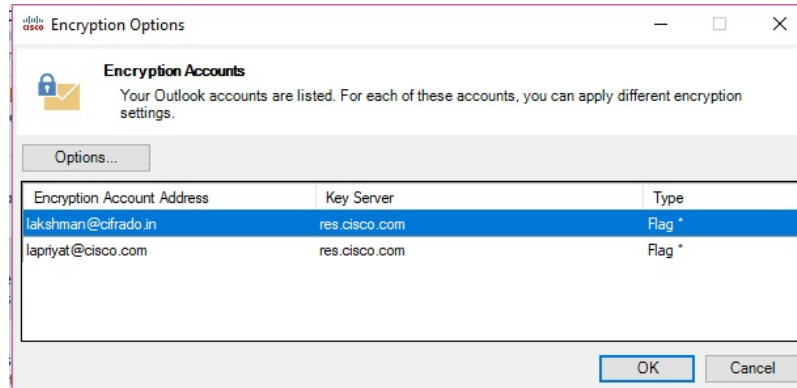 cisco Encryption Options
Encryption Accounts
Your Outlook accounts are listed. For each of these accounts, you can apply different encryption
settings.
Options...
Encryption Account Address Key Server Type
lakshman@cifrado.in res.cisco.com Flag *
lapriyat@cisco.com res.cisco.com Flag *
OK Cancel